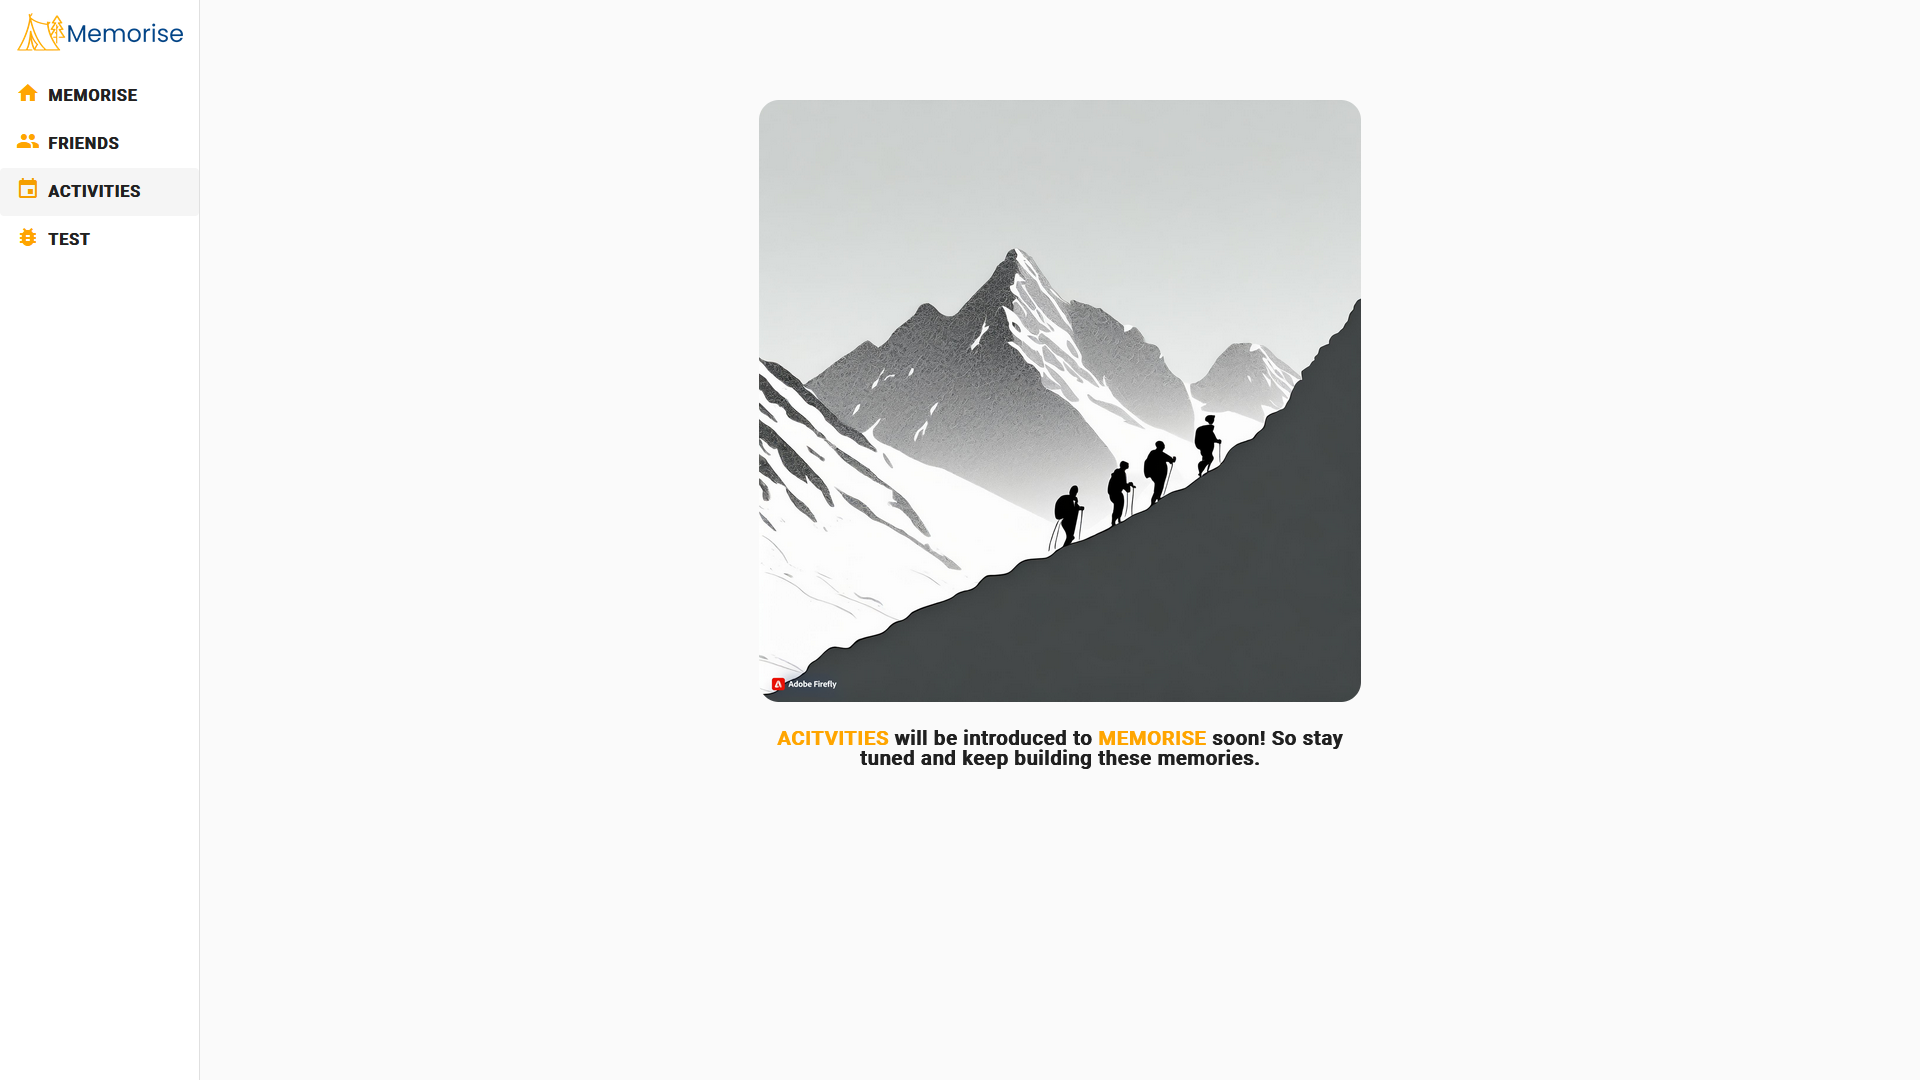 Memorise
MEMORISE
FRIENDS
ACTIVITIES
TEST
Adobe Firefly
ACITVITIES will be introduced to MEMORISE soon! So stay
tuned and keep building these memories.